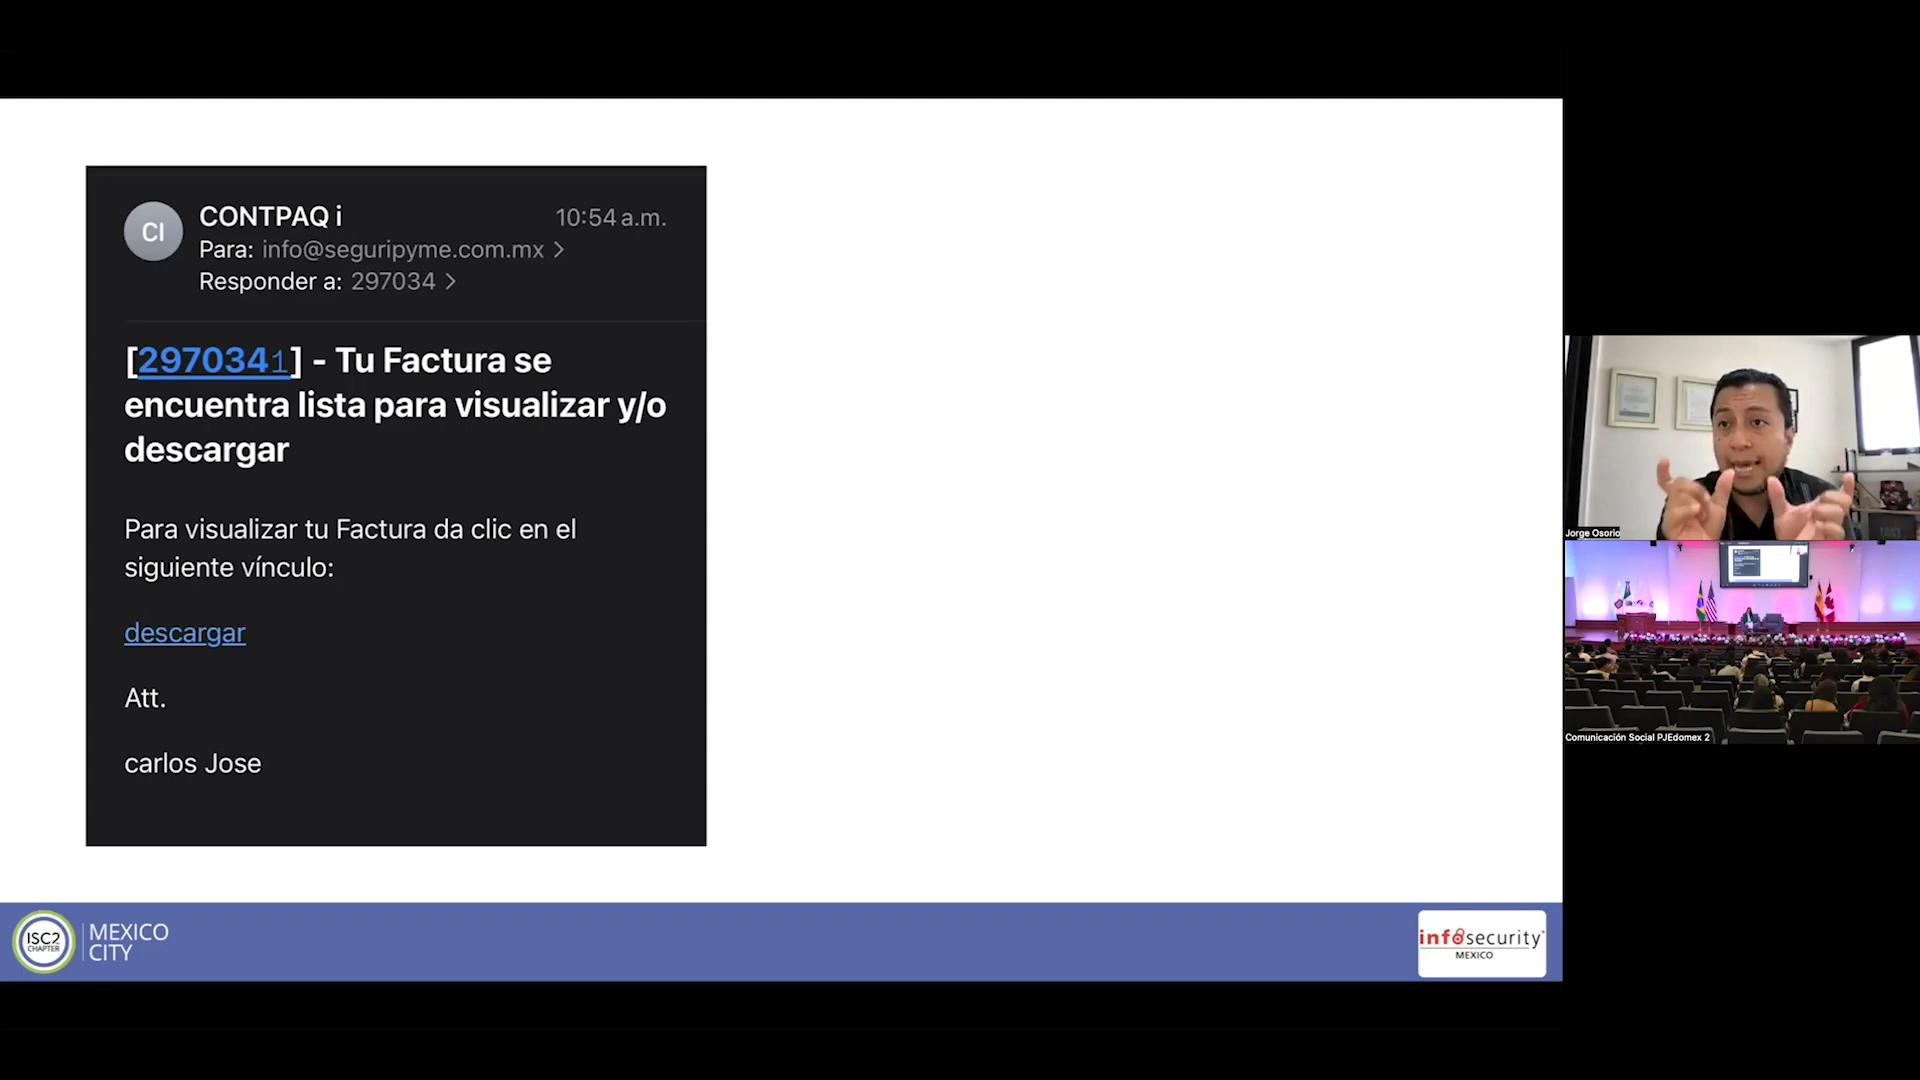 CI
CONTPAQ i
10:54 a.m.
Para: info@seguripyme.com.mx >
Responder a: 297034 >
[2970341] - Tu Factura se
encuentra lista para visualizar y/o
descargar
Para visualizar tu Factura da clic en el
siguiente vínculo:
descargar
Att.
carlos Jose
Jorge Osorio
Comunicación Social PJEdomex 2
ISC2
CHAPTER
MEXICO
CITY
infosecurity
MEXICO